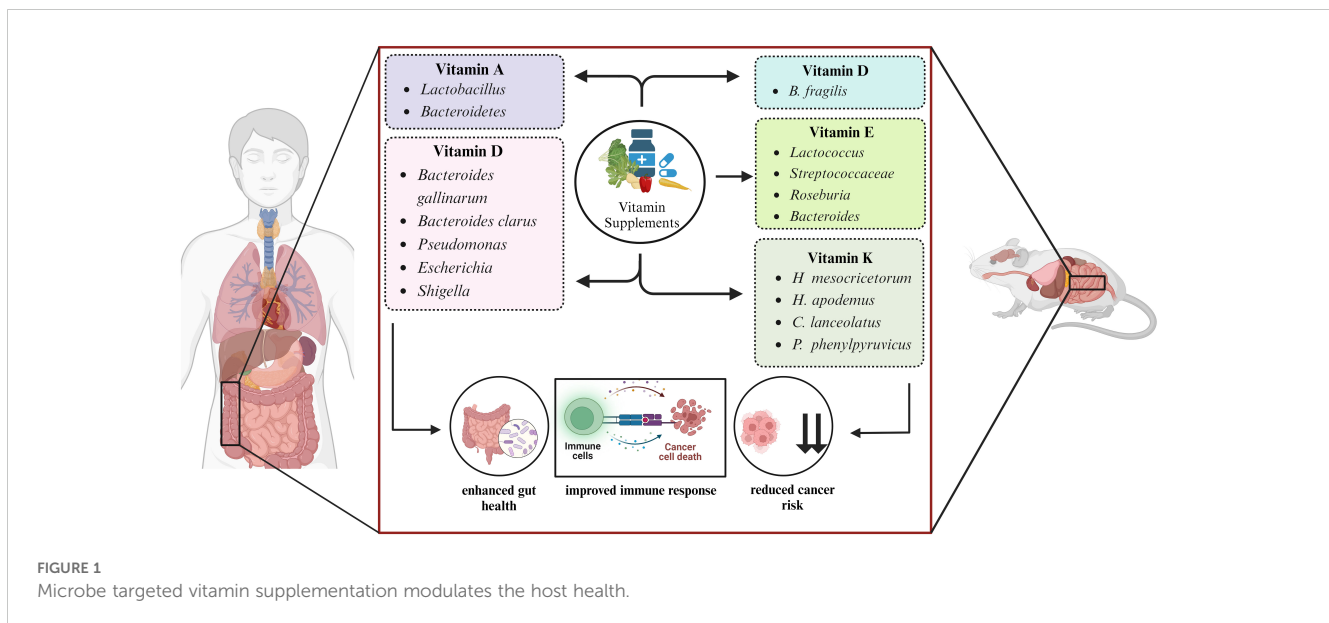 Vitamin A
• Lactobacillus
• Bacteroidetes
Vitamin D
• Bacteroides
gallinarum
• Bacteroides clarus
• Pseudomonas
• Escherichia
• Shigella
Vitamin
Supplements
Vitamin D
• B. fragilis
Vitamin E
• Lactococcus
• Streptococcaceae
• Roseburia
• Bacteroides
Vitamin K
• H mesocricetorum
• H. apodemus
• C. lanceolatus
• P. phenylpyruvicus
Immune
cells
Cancer
cell death
enhanced gut
health
improved immune response
reduced cancer
risk
FIGURE 1
Microbe targeted vitamin supplementation modulates the host health.